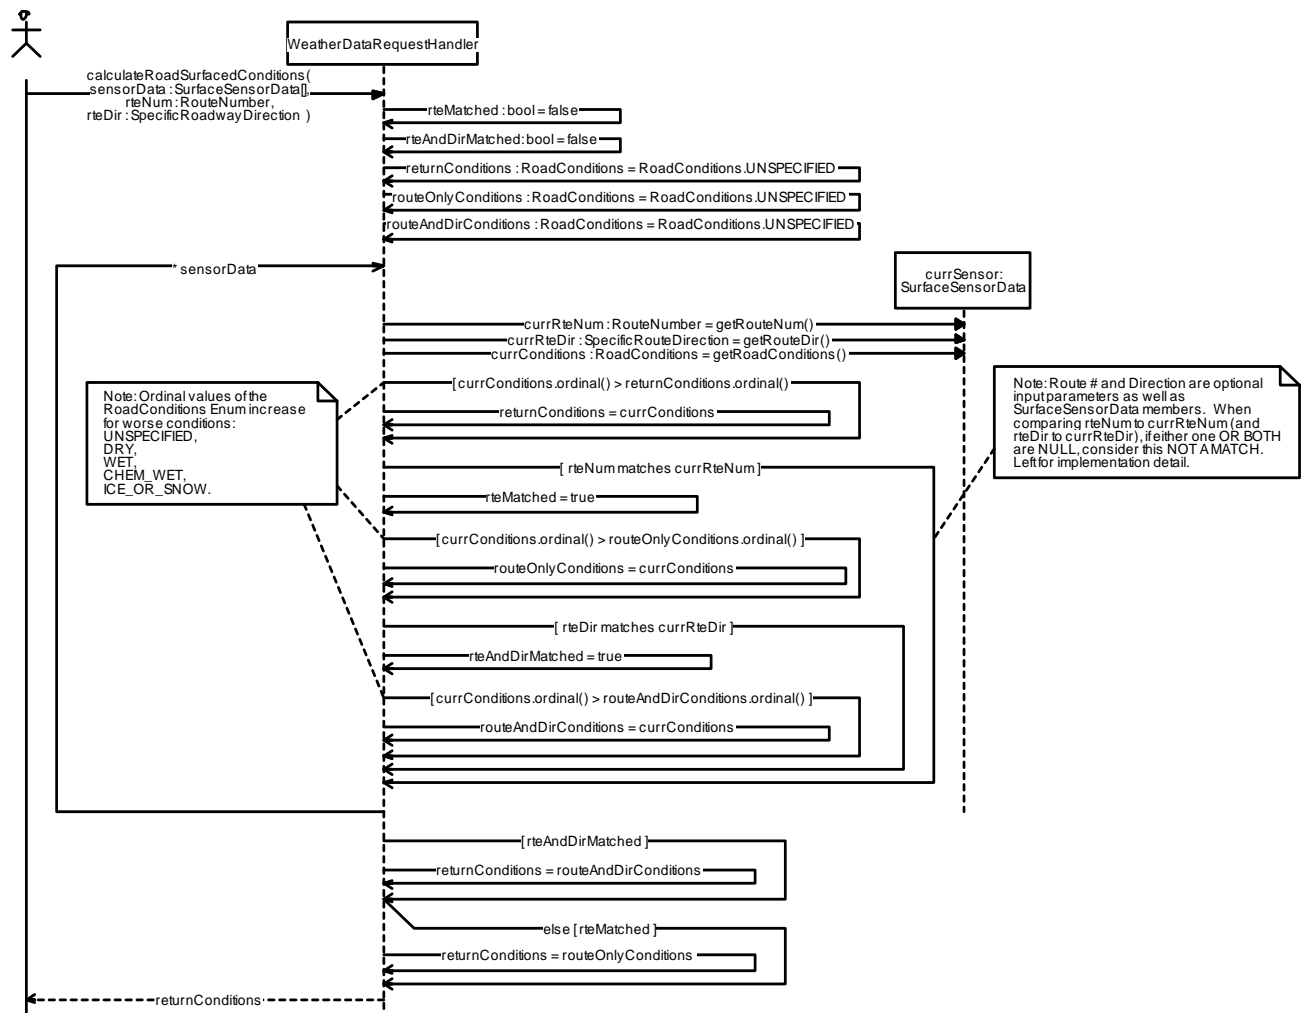 WeatherDataRequestHandler
calculateRoadSurfacedConditions(
sensorData : SurfaceSensorData[],
rteNum : RouteNumber,
rteDir : SpecificRoadwayDirection )
rteMatched : bool = false
rteAndDirMatched: bool = false
returnConditions : RoadConditions = RoadConditions.UNSPECIFIED
routeOnlyConditions : RoadConditions = RoadConditions.UNSPECIFIED
routeAndDirConditions : RoadConditions = RoadConditions.UNSPECIFIED
* sensorData
currSensor:
SurfaceSensorData
currRteNum : RouteNumber = getRouteNum()
currRteDir : SpecificRouteDirection = getRouteDir()
currConditions : RoadConditions = getRoadConditions()
[currConditions.ordinal() > returnConditions.ordinal()
returnConditions = currConditions
Note: Ordinal values of the
RoadConditions Enum increase
for worse conditions:
UNSPECIFIED,
DRY,
WET,
CHEM_WET,
ICE_OR_SNOW.
Note: Route # and Direction are optional
input parameters as well as
SurfaceSensorData members.  When
comparing rteNum to currRteNum (and
rteDir to currRteDir), if either one OR BOTH
are NULL, consider this NOT A MATCH.
Left for implementation detail.
[ rteNum matches currRteNum ]
rteMatched = true
[currConditions.ordinal() > routeOnlyConditions.ordinal() ]
routeOnlyConditions = currConditions
[ rteDir matches currRteDir ]
rteAndDirMatched = true
[currConditions.ordinal() > routeAndDirConditions.ordinal() ]
routeAndDirConditions = currConditions
[rteAndDirMatched ]
returnConditions = routeAndDirConditions
else [ rteMatched ]
returnConditions = routeOnlyConditions
returnConditions